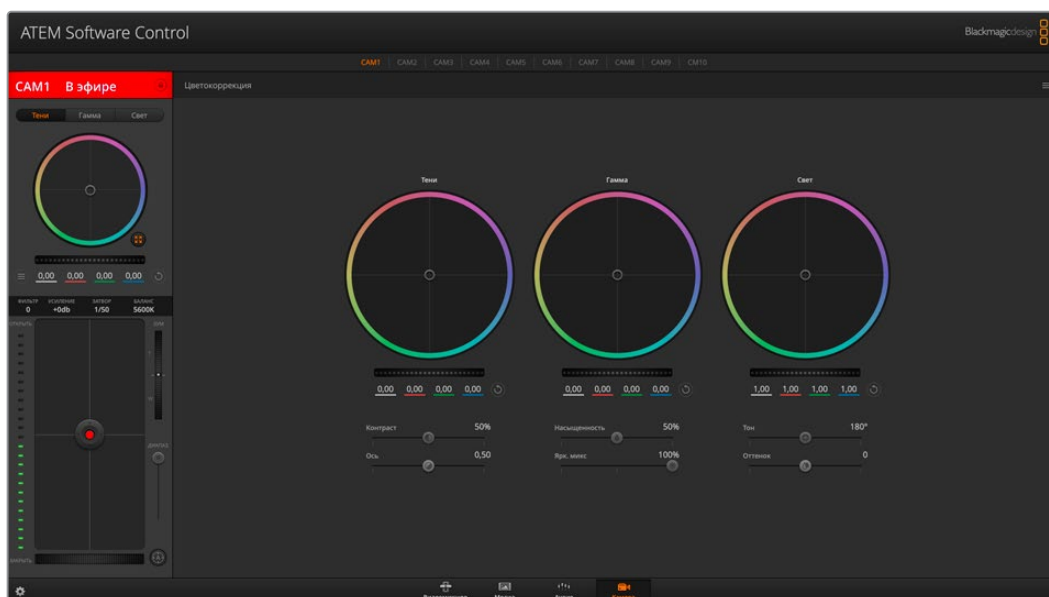 ATEM Software Control
Blackmagicdesign
CAM1 CAM2 CAM3 CAM4 CAM5 CAM6 CAM7 CAM8 CAM9 CM10
CAM1 В эфире
Цветокоррекция
Тени Гамма Свет
Тени Гамма Свет
0,00 0,00 0,00 0,00
ФИЛЬТР УСИЛЕНИЕ ЗАТВОР БАЛАНС
0 +0db 1/50 5600K
ОТКРЫТЬ
0,00 0,00 0,00 0,00 0,00 0,00 0,00 0,00 1,00 1,00 1,00 1,00
Контраст 50% Насыщенность 50% Тон 180°
Ось 0,50 Ярк. микс 100% Оттенок 0
ЗАКРЫТЬ